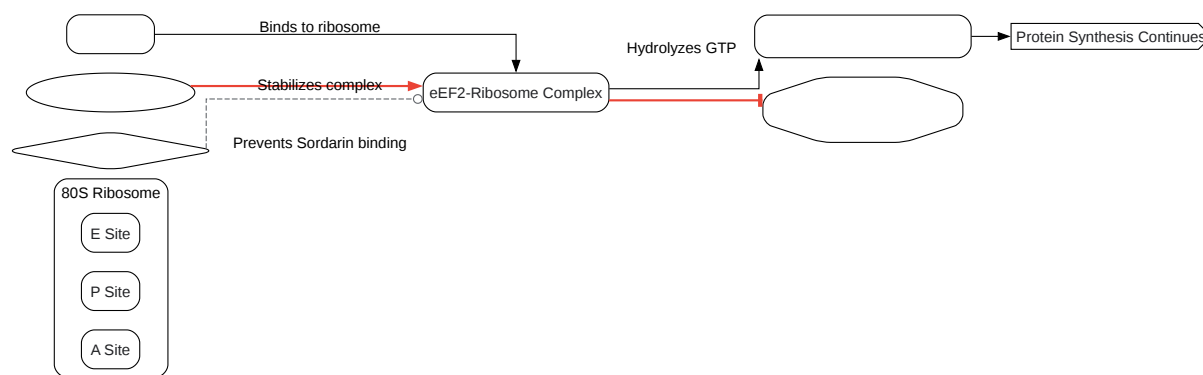 Binds to ribosome
Hydrolyzes GTP
Protein Synthesis Continues
Stabilizes complex
eEF2-Ribosome Complex
Prevents Sordarin binding
80S Ribosome
E Site
P Site
A Site